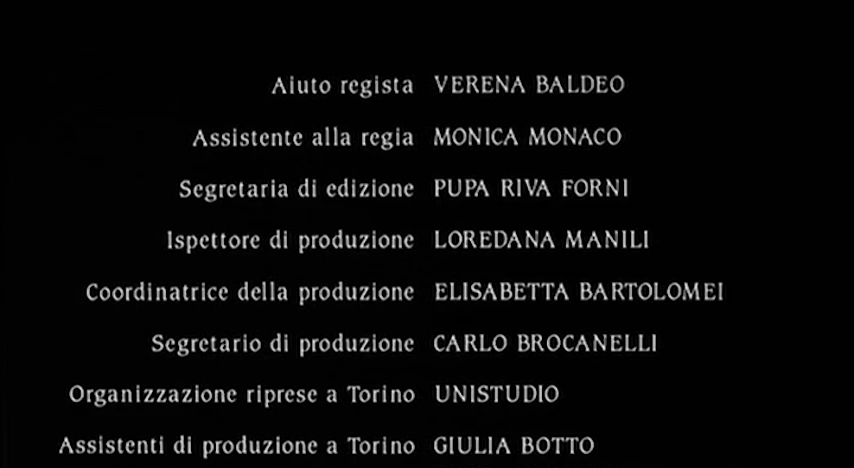 Aiuto regista VERENA BALDEO
Assistente alla regia MONICA MONACO
Segretaria di edizione PUPA RIVA FORNI
Ispettore di produzione LOREDANA MANILI
Coordinatrice della produzione ELISABETTA BARTOLOMEI
Segretario di produzione CARLO BROCANELLI
Organizzazione riprese a Torino UNISTUDIO
Assistenti di produzione a Torino GIULIA BOTTO